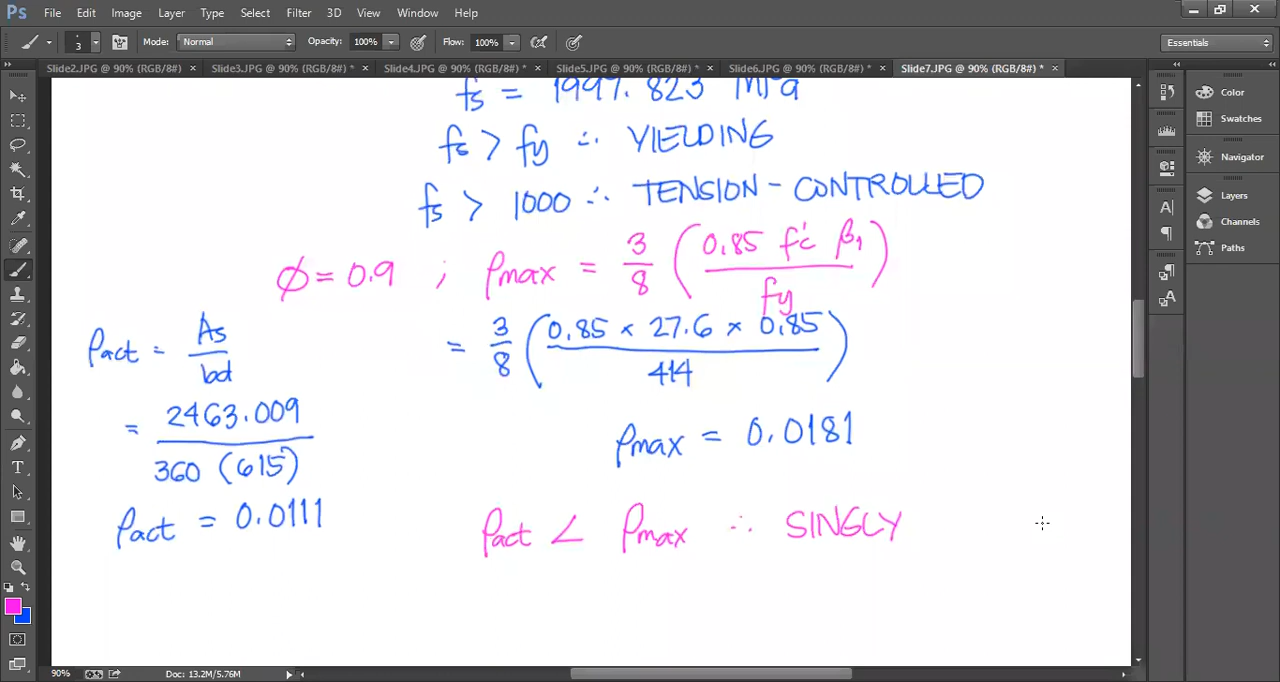 Ps File Edit Image Layer Type Select Filter 3D View Window Help
3 Mode: Normal Opacity: 100% Flow: 100% Essentials
Slide2.JPG @ 90% (RGB/8#) × Slide3.JPG @ 90% (RGB/8#) * × Slide4.JPG @ 90% (RGB/8#) * × Slide5.JPG @ 90% (RGB/8#) * × Slide6.JPG @ 90% (RGB/8#) * × Slide7.JPG @ 90% (RGB/8#) * ×
fs = 1997.823 MPa
fs > fy ∴ YIELDING
fs > 1000 ∴ TENSION - CONTROLLED
φ = 0.9 ; ρmax = 3/8 (0.85 f'c β1 / fy)
= 3/8 (0.85 × 27.6 × 0.85 / 414)
ρmax = 0.0181
ρact = As / bd
= 2463.009 / 360 (615)
ρact = 0.0111
ρact < ρmax ∴ SINGLY
Color
Swatches
Navigator
Layers
Channels
Paths
90% Doc: 13.2M/5.76M